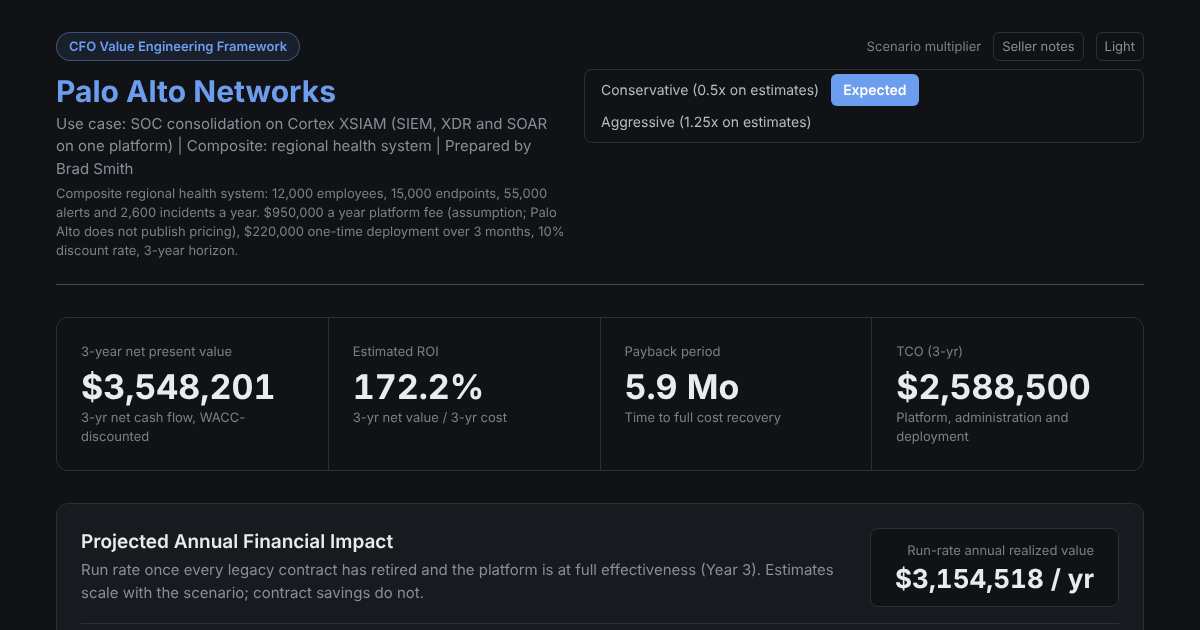 CFO Value Engineering Framework
Scenario multiplier
Seller notes
Light
Palo Alto Networks
Use case: SOC consolidation on Cortex XSIAM (SIEM, XDR and SOAR
on one platform) | Composite: regional health system | Prepared by
Brad Smith
Composite regional health system: 12,000 employees, 15,000 endpoints, 55,000
alerts and 2,600 incidents a year. $950,000 a year platform fee (assumption; Palo
Alto does not publish pricing), $220,000 one-time deployment over 3 months, 10%
discount rate, 3-year horizon.
Conservative (0.5x on estimates)
Expected
Aggressive (1.25x on estimates)
3-year net present value
$3,548,201
3-yr net cash flow, WACC-
discounted
Estimated ROI
172.2%
3-yr net value / 3-yr cost
Payback period
5.9 Mo
Time to full cost recovery
TCO (3-yr)
$2,588,500
Platform, administration and
deployment
Projected Annual Financial Impact
Run rate once every legacy contract has retired and the platform is at full effectiveness (Year 3). Estimates
scale with the scenario; contract savings do not.
Run-rate annual realized value
$3,154,518 / yr